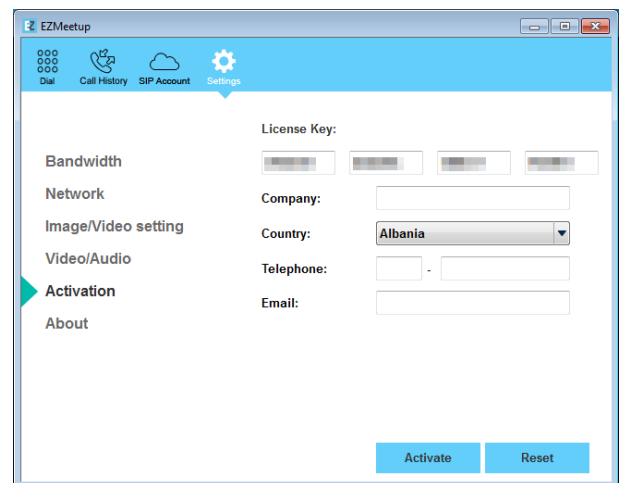 EZMeetup
Dial Call History SIP Account Settings
License Key:
Bandwidth
Network
Company:
Image/Video setting
Country: Albania
Video/Audio
Telephone: -
Activation
Email:
About
Activate Reset